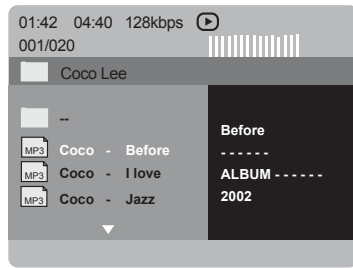 01:42 04:40 128kbps
001/020
Coco Lee
--
MP3 Coco - Before
MP3 Coco - I love
MP3 Coco - Jazz
Before
- - - - - -
ALBUM - - - - - -
2002